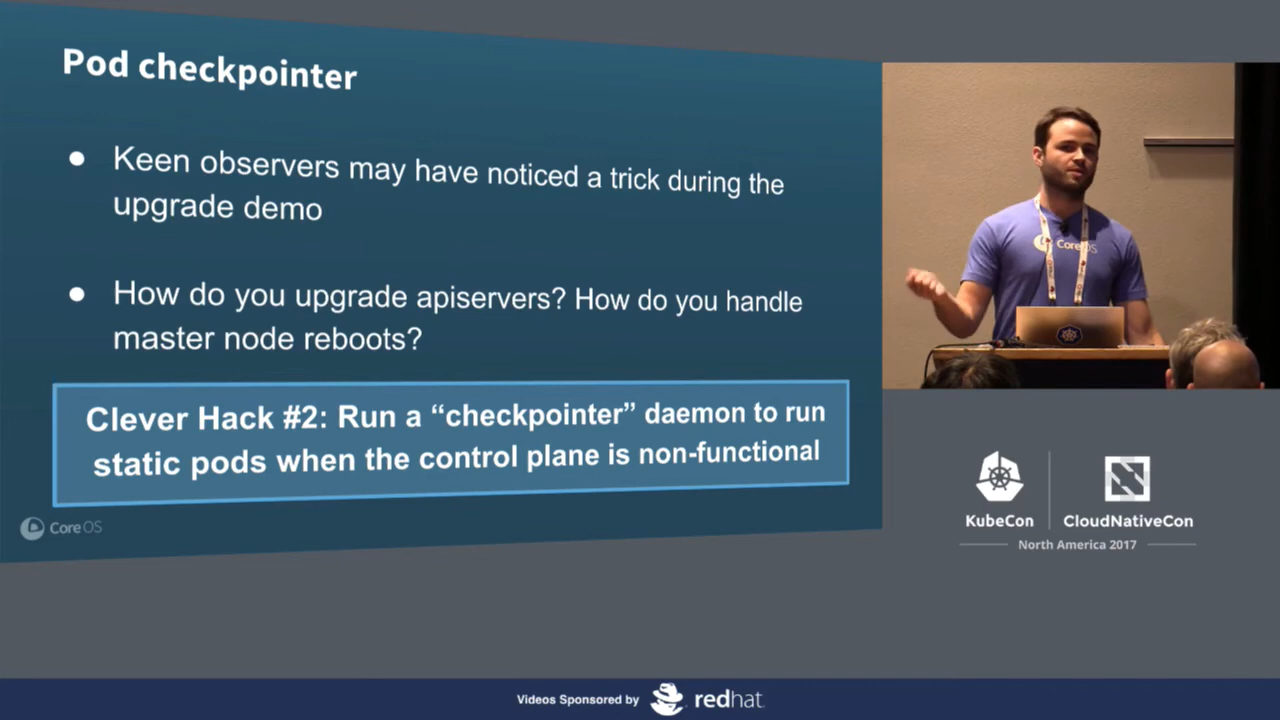 Pod checkpointer
● Keen observers may have noticed a trick during the
upgrade demo
● How do you upgrade apiservers? How do you handle
master node reboots?
Clever Hack #2: Run a “checkpointer” daemon to run
static pods when the control plane is non-functional
CoreOS
CoreOS
KubeCon
CloudNativeCon
North America 2017
Videos Sponsored by
redhat